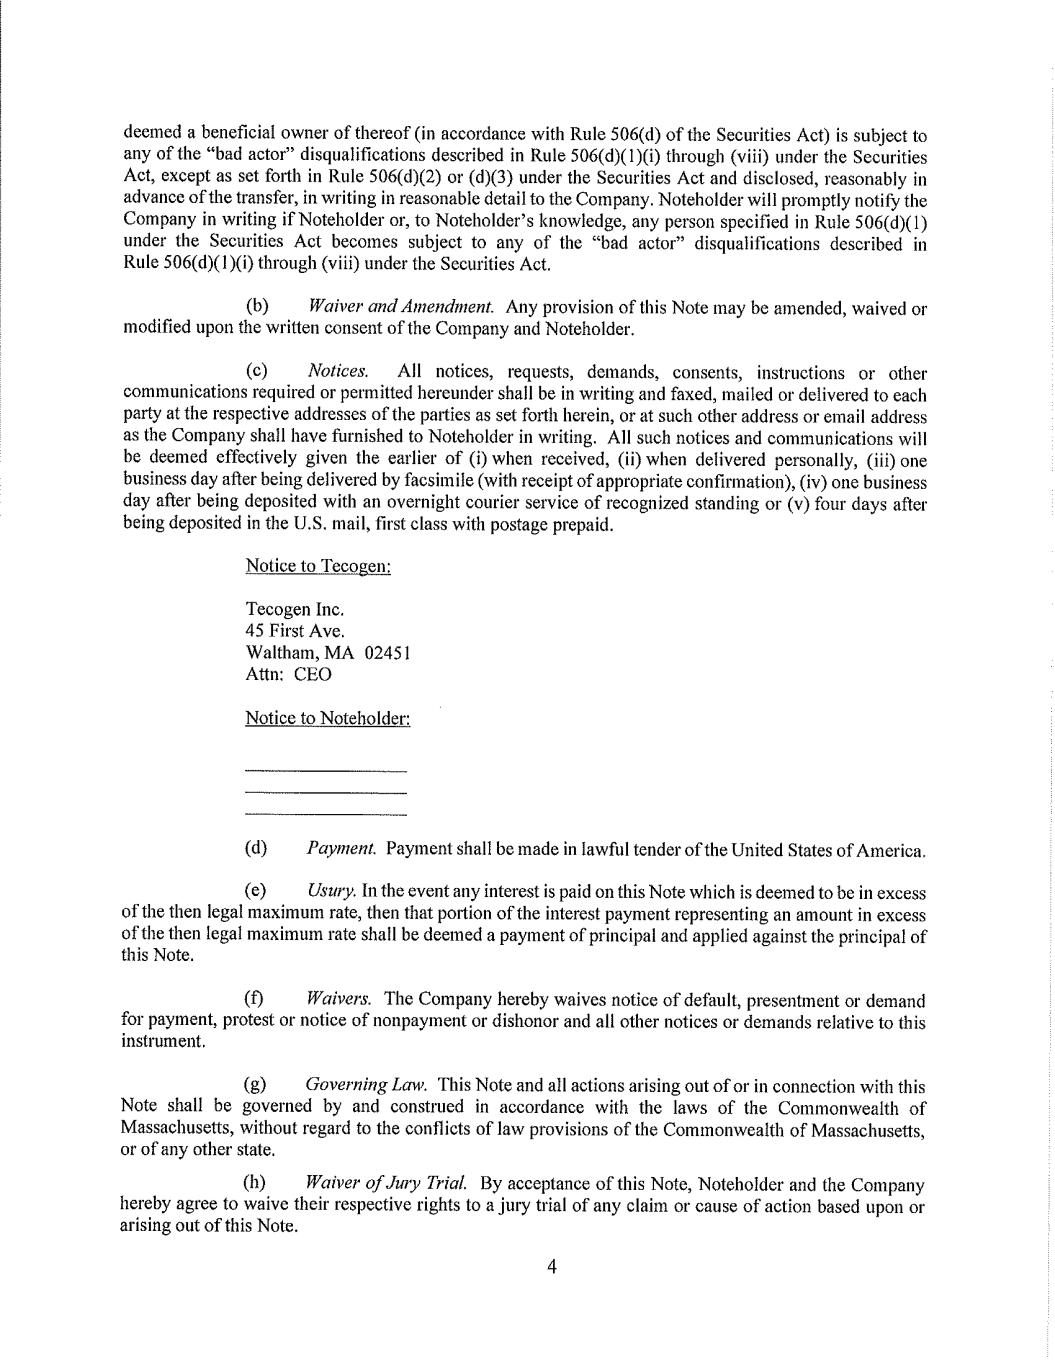 deemed a beneficial owner of thereof (in accordance with Rule 506(d) of the Securities Act) is subject to
any of the “bad actor” disqualifications described in Rule 506(d)(1)(i) through (viii) under the Securities
Act, except as set forth in Rule 506(d)(2) or (d)(3) under the Securities Act and disclosed, reasonably in
advance of the transfer, in writing in reasonable detail to the Company. Noteholder will promptly notify the
Company in writing if Noteholder or, to Noteholder’s knowledge, any person specified in Rule 506(d)(1)
under the Securities Act becomes subject to any of the “bad actor” disqualifications described in
Rule 506(d)(1)(i) through (viii) under the Securities Act.
(b) Waiver and Amendment. Any provision of this Note may be amended, waived or
modified upon the written consent of the Company and Noteholder.
(c) Notices. All notices, requests, demands, consents, instructions or other
communications required or permitted hereunder shall be in writing and faxed, mailed or delivered to each
party at the respective addresses of the parties as set forth herein, or at such other address or email address
as the Company shall have furnished to Noteholder in writing. All such notices and communications will
be deemed effectively given the earlier of (i) when received, (ii) when delivered personally, (iii) one
business day after being delivered by facsimile (with receipt of appropriate confirmation), (iv) one business
day after being deposited with an overnight courier service of recognized standing or (v) four days after
being deposited in the U.S. mail, first class with postage prepaid.
Notice to Tecogen:
Tecogen Inc.
45 First Ave.
Waltham, MA 02451
Attn: CEO
Notice to Noteholder:
(d) Payment. Payment shall be made in lawful tender of the United States of America.
(e) Usury. In the event any interest is paid on this Note which is deemed to be in excess
of the then legal maximum rate, then that portion of the interest payment representing an amount in excess
of the then legal maximum rate shall be deemed a payment of principal and applied against the principal of
this Note.
(f) Waivers. The Company hereby waives notice of default, presentment or demand
for payment, protest or notice of nonpayment or dishonor and all other notices or demands relative to this
instrument.
(g) Governing Law. This Note and all actions arising out of or in connection with this
Note shall be governed by and construed in accordance with the laws of the Commonwealth of
Massachusetts, without regard to the conflicts of law provisions of the Commonwealth of Massachusetts,
or of any other state.
(h) Waiver of Jury Trial. By acceptance of this Note, Noteholder and the Company
hereby agree to waive their respective rights to a jury trial of any claim or cause of action based upon or
arising out of this Note.
4